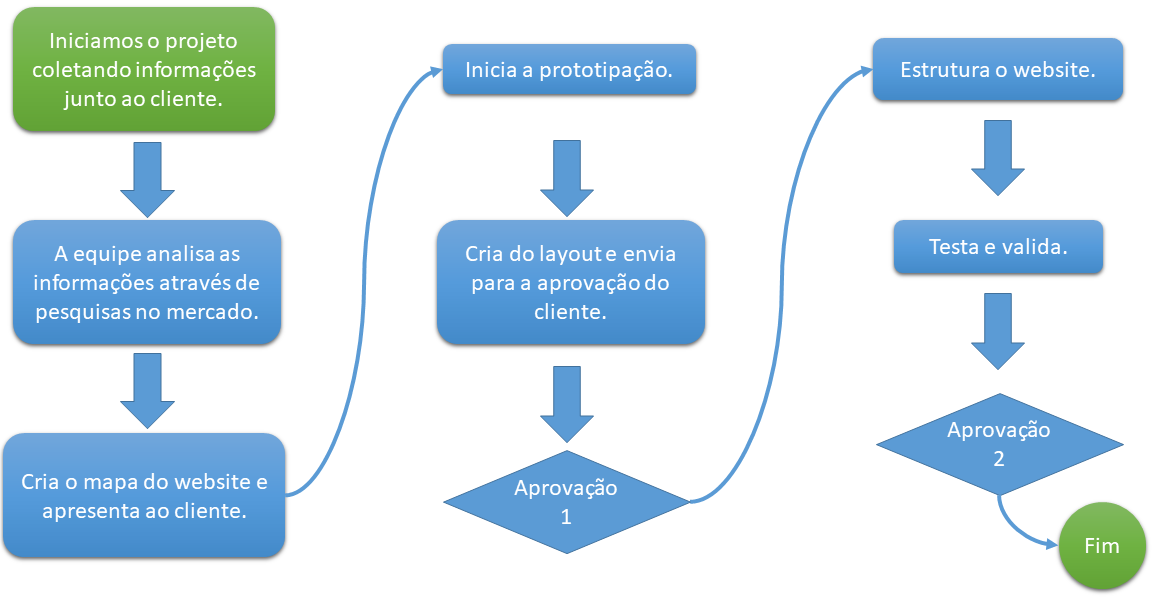 Iniciamos o projeto
coletando informações
junto ao cliente.
A equipe analisa as
informações através de
pesquisas no mercado.
Cria o mapa do website e
apresenta ao cliente.
Inicia a prototipação.
Cria do layout e envia
para a aprovação do
cliente.
Aprovação
1
Estrutura o website.
Testa e valida.
Aprovação
2
Fim